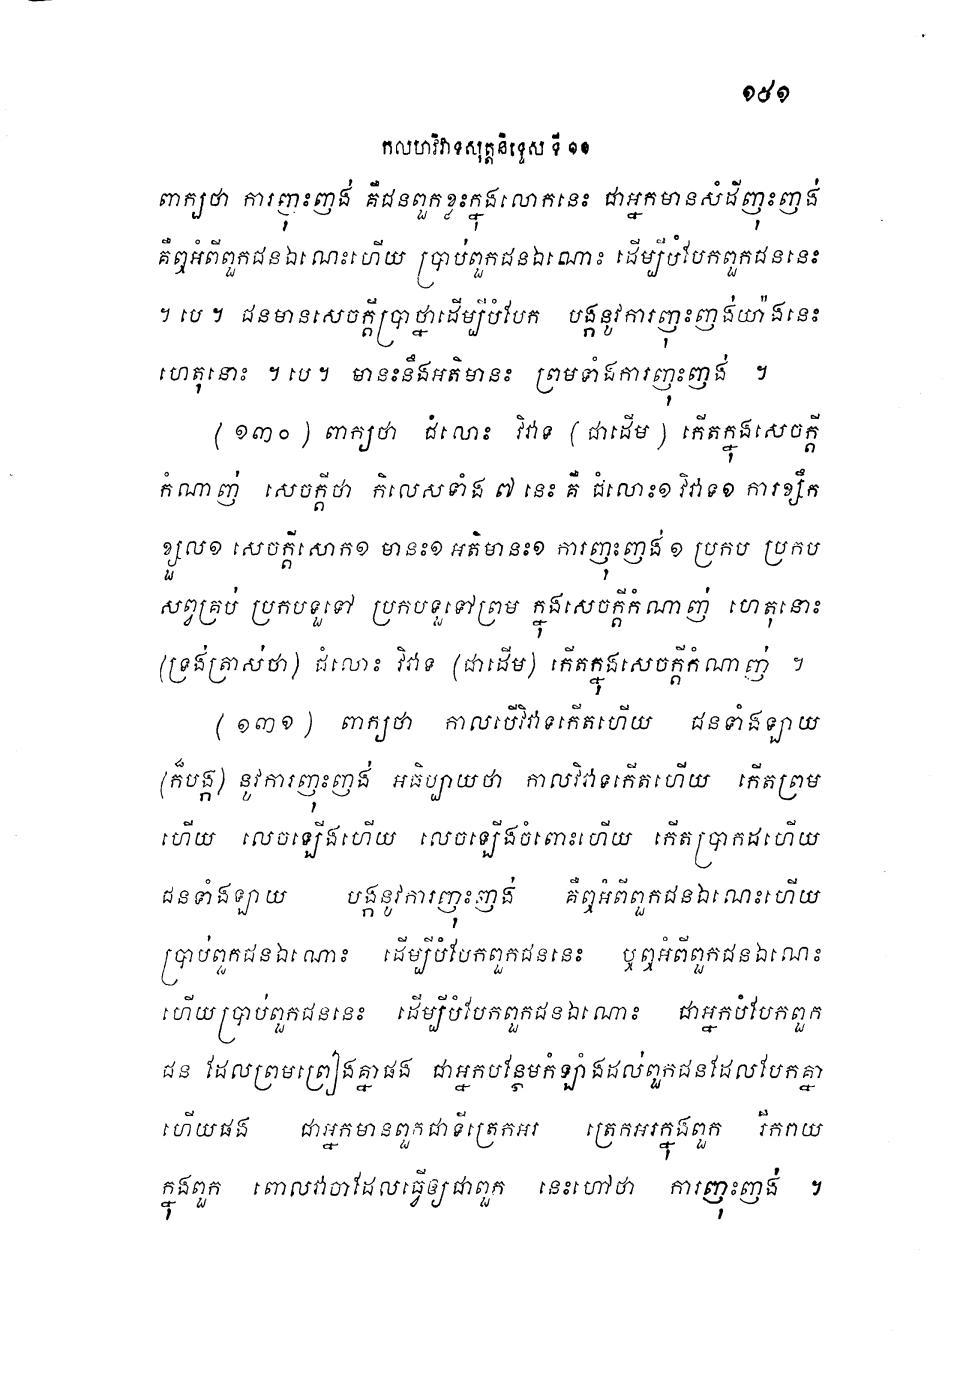 ១៩១
កលហវិវាទសុត្តនិទ្ទេស ទី ១១
ពាក្យថា ការញុះញង់ គឺជនពួកខ្លះក្នុងលោកនេះ ជាអ្នកមានសំដីញុះញង់
គឺឮអំពីពួកជនឯណេះហើយ ប្រាប់ពួកជនឯណោះ ដើម្បីបំបែកពួកជននេះ
។ បេ ។ ជនមានសេចក្តីប្រាថ្នាដើម្បីបំបែក បង្កនូវការញុះញង់យ៉ាងនេះ
ហេតុនោះ ។ បេ ។ មានះនឹងអតិមានះ ព្រមទាំងការញុះញង់ ។
( ១៣០ ) ពាក្យថា ជំលោះ វិវាទ ( ជាដើម ) កើតក្នុងសេចក្តី
កំណាញ់ សេចក្តីថា កិលេសទាំង ៧ នេះ គឺ ជំលោះ១ វិវាទ១ ការខ្សឹក
ខ្សួល១ សេចក្តីសោក១ មានះ១ អតិមានះ១ ការញុះញង់ ១ ប្រកប ប្រកប
សព្វគ្រប់ ប្រកបទួទៅ ប្រកបទួទៅព្រម ក្នុងសេចក្តីកំណាញ់ ហេតុនោះ
(ទ្រង់ត្រាស់ថា) ជំលោះ វិវាទ (ជាដើម) កើតក្នុងសេចក្តីកំណាញ់ ។
( ១៣១ ) ពាក្យថា កាលបើវិវាទកើតហើយ ជនទាំងឡាយ
(ក៏បង្ក) នូវការញុះញង់ អធិប្បាយថា កាលវិវាទកើតហើយ កើតព្រម
ហើយ លេចឡើងហើយ លេចឡើងចំពោះហើយ កើតប្រាកដហើយ
ជនទាំងឡាយ បង្កនូវការញុះញង់ គឺឮអំពីពួកជនឯណេះហើយ
ប្រាប់ពួកជនឯណោះ ដើម្បីបំបែកពួកជននេះ ឬឮអំពីពួកជនឯណេះ
ហើយប្រាប់ពួកជននេះ ដើម្បីបំបែកពួកជនឯណោះ ជាអ្នកបំបែកពួក
ជន ដែលព្រមព្រៀងគ្នាផង ជាអ្នកបន្ថែមកំឡាំងដល់ពួកជនដែលបែកគ្នា
ហើយផង ជាអ្នកមានពួកជាទីត្រេកអរ ត្រេកអរក្នុងពួក រីករាយ
ក្នុងពួក ពោលវាចាដែលធ្វើឲ្យជាពួក នេះហៅថា ការញុះញង់ ។